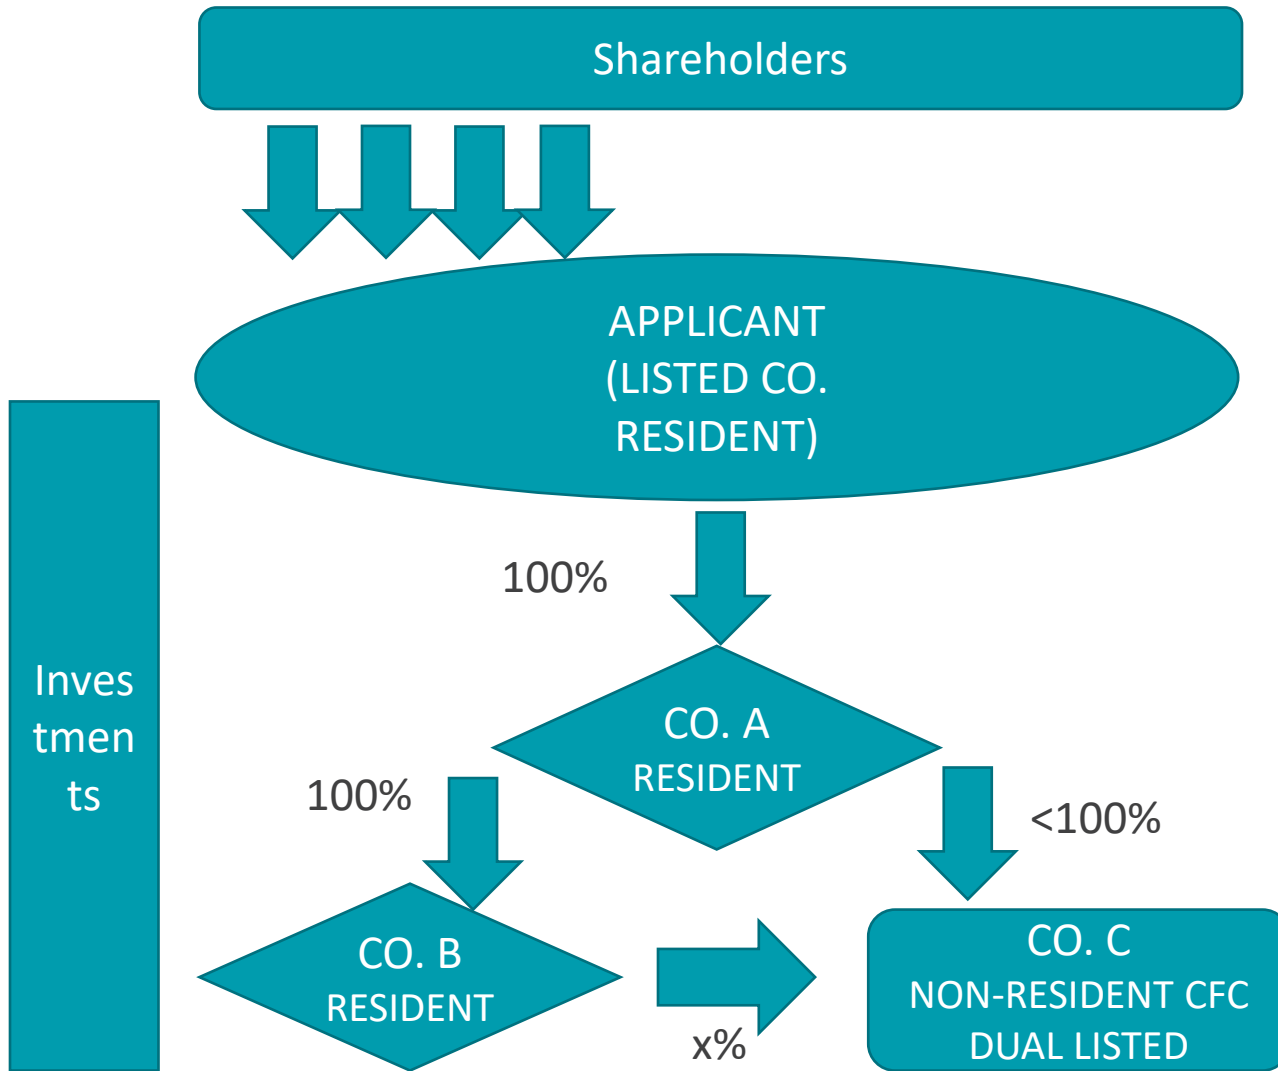 Shareholders
APPLICANT
(LISTED CO.
RESIDENT)
100%
Inves
tmen
ts
CO. A
RESIDENT
100%
<100%
CO. B
RESIDENT
x%
CO. C
NON-RESIDENT CFC
DUAL LISTED